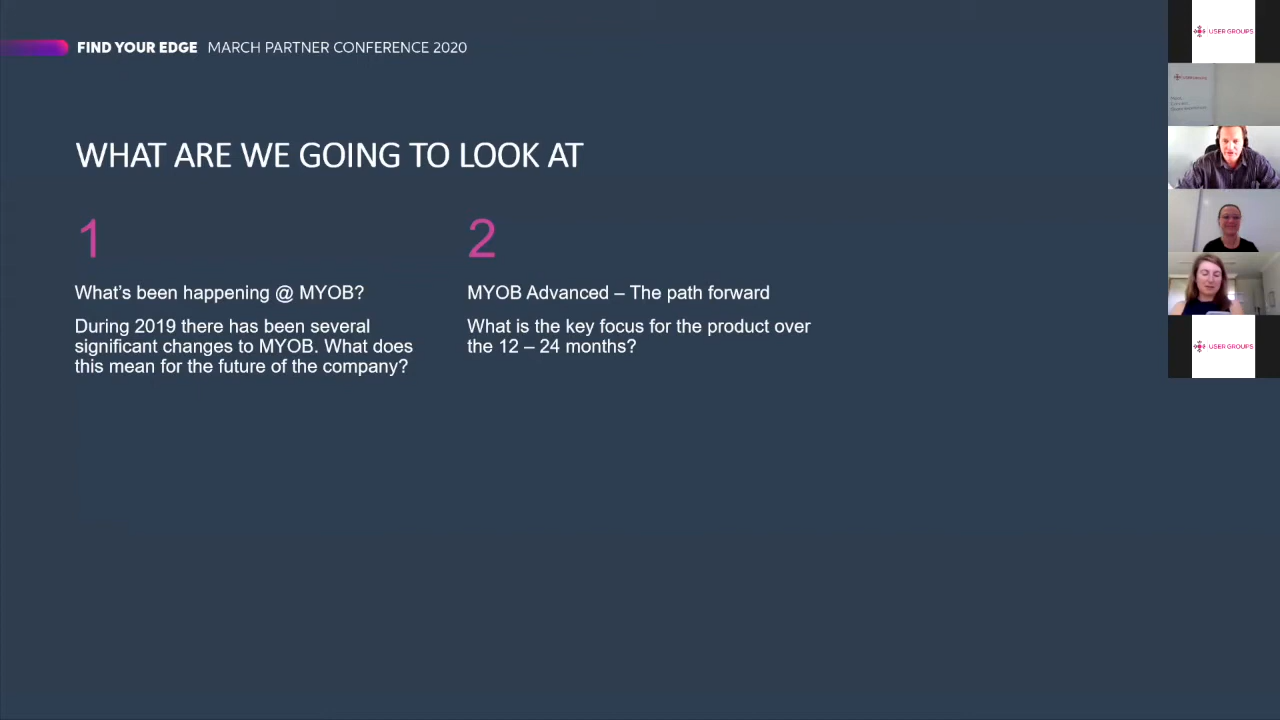 FIND YOUR EDGE MARCH PARTNER CONFERENCE 2020
WHAT ARE WE GOING TO LOOK AT
1
What's been happening @ MYOB?
During 2019 there has been several
significant changes to MYOB. What does
this mean for the future of the company?
2
MYOB Advanced – The path forward
What is the key focus for the product over
the 12 – 24 months?
USER GROUPS
USER GROUPS